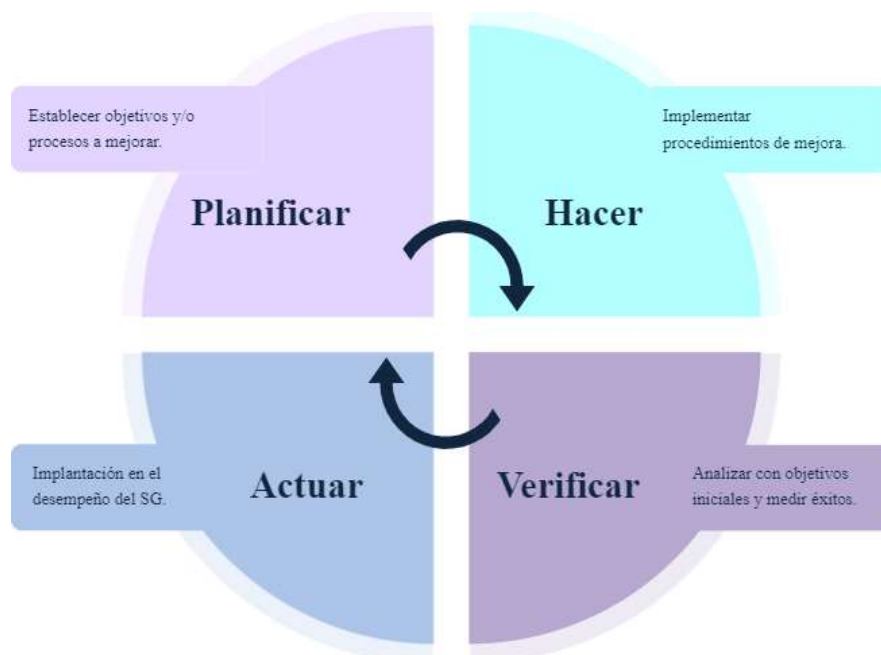 Establecer objetivos y/o
procesos a mejorar.
Planificar
Implementar
procedimientos de mejora.
Hacer
Implantación en el
desempeño del SG.
Actuar
Verificar
Analizar con objetivos
iniciales y medir éxitos.